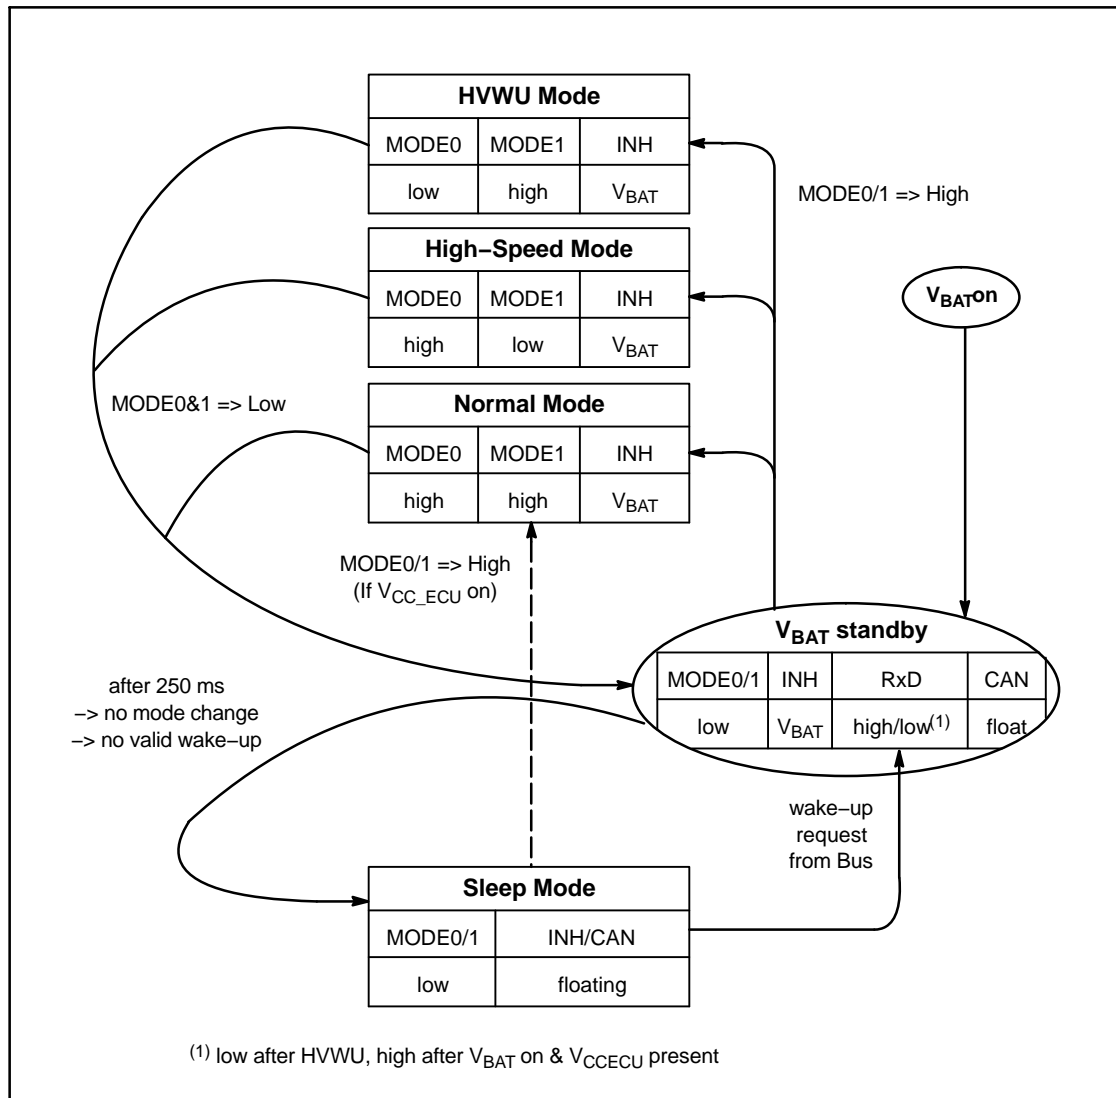 HVWU Mode
MODE0 MODE1 INH
low high VBAT
MODE0/1 => High
High−Speed Mode
MODE0 MODE1 INH
high low VBAT
VBAT on
MODE0&1 => Low
Normal Mode
MODE0 MODE1 INH
high high VBAT
MODE0/1 => High
(If VCC_ECU on)
VBAT standby
MODE0/1 INH RxD CAN
low VBAT high/low(1) float
after 250 ms
−> no mode change
−> no valid wake−up
wake−up
request
from Bus
Sleep Mode
MODE0/1 INH/CAN
low floating
(1) low after HVWU, high after VBAT on & VCCECU present